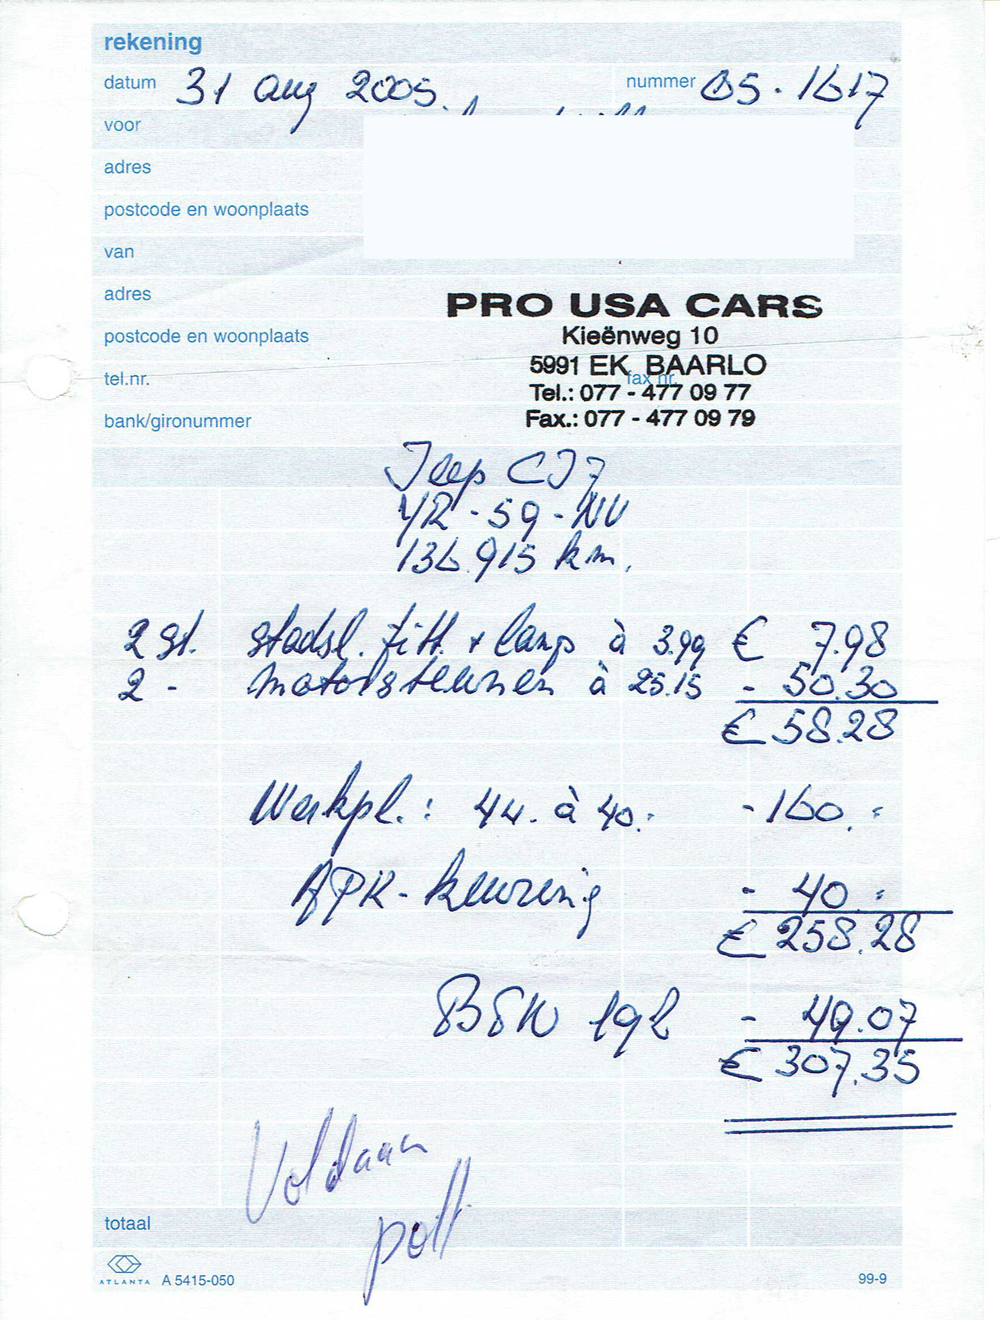 rekening
datum 31 aug 2005. nummer 05-1617
voor
adres
postcode en woonplaats
van
adres
PRO USA CARS
postcode en woonplaats Kieënweg 10
5991 EK BAARLO
tel.nr. fax nr.
Tel.: 077 - 477 09 77
bank/gironummer Fax.: 077 - 477 09 79
Jeep CJ7
YR-59-NV
136.915 km.
2 st. stadsl. fitt. + lamp à 3.99 € 7.98
2 - motorsteunen à 25.15 - 50.30
€ 58.28
Werkpl.: 4u. à 40.- - 160.-
APK-keuring - 40.-
€ 258.28
BTW 19% - 49.07
€ 307.35
Voldaan
totaal
ATLANTA A 5415-050 99-9